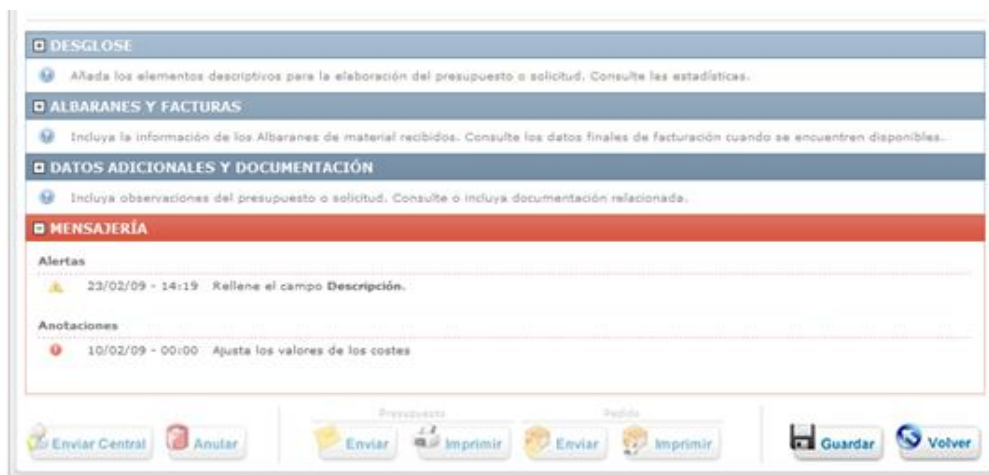 DESGLOSE
Añada los elementos descriptivos para la elaboración del presupuesto o solicitud. Consulte las estadísticas.
ALBARANES Y FACTURAS
Incluya la información de los Albaranes de material recibidos. Consulte los datos finales de facturación cuando se encuentren disponibles.
DATOS ADICIONALES Y DOCUMENTACIÓN
Incluya observaciones del presupuesto o solicitud. Consulte o incluya documentación relacionada.
MENSAJERÍA
Alertas
23/02/09 - 14:19 Rellene el campo Descripción.
Anotaciones
10/02/09 - 00:00 Ajusta los valores de los costes
Presupuesto Pedido
Enviar Central Anular Enviar Imprimir Enviar Imprimir Guardar Volver